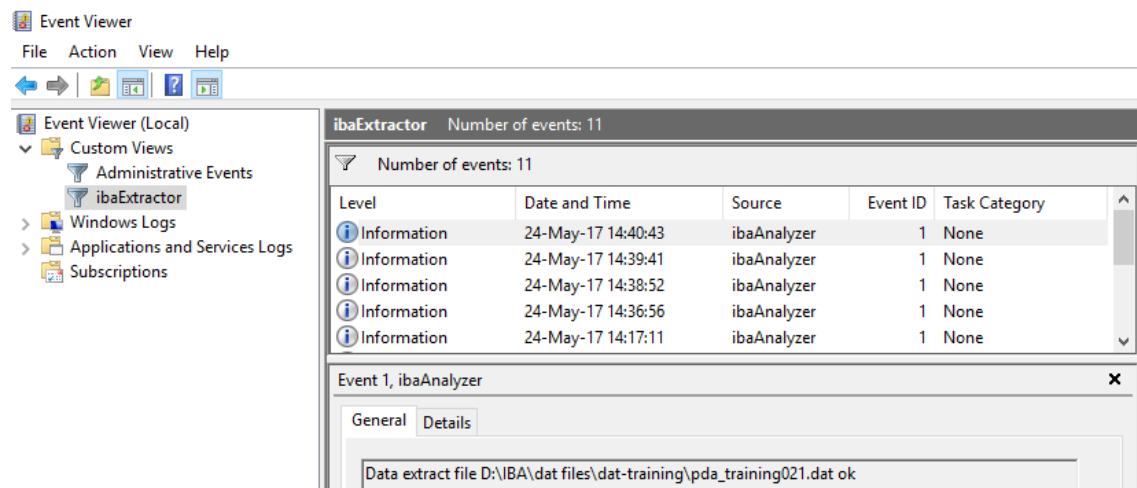 Event Viewer
File Action View Help
Event Viewer (Local)
Custom Views
Administrative Events
ibaExtractor
Windows Logs
Applications and Services Logs
Subscriptions
ibaExtractor Number of events: 11
Number of events: 11
Level Date and Time Source Event ID Task Category
Information 24-May-17 14:40:43 ibaAnalyzer 1 None
Information 24-May-17 14:39:41 ibaAnalyzer 1 None
Information 24-May-17 14:38:52 ibaAnalyzer 1 None
Information 24-May-17 14:36:56 ibaAnalyzer 1 None
Information 24-May-17 14:17:11 ibaAnalyzer 1 None
Event 1, ibaAnalyzer
General Details
Data extract file D:\IBA\dat files\dat-training\pda_training021.dat ok